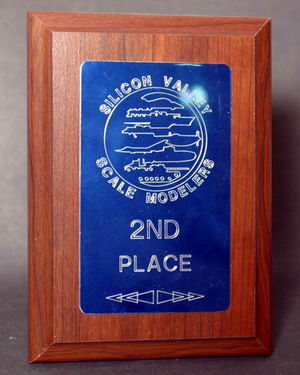 SILICON VALLEY
SCALE MODELERS
2ND
PLACE